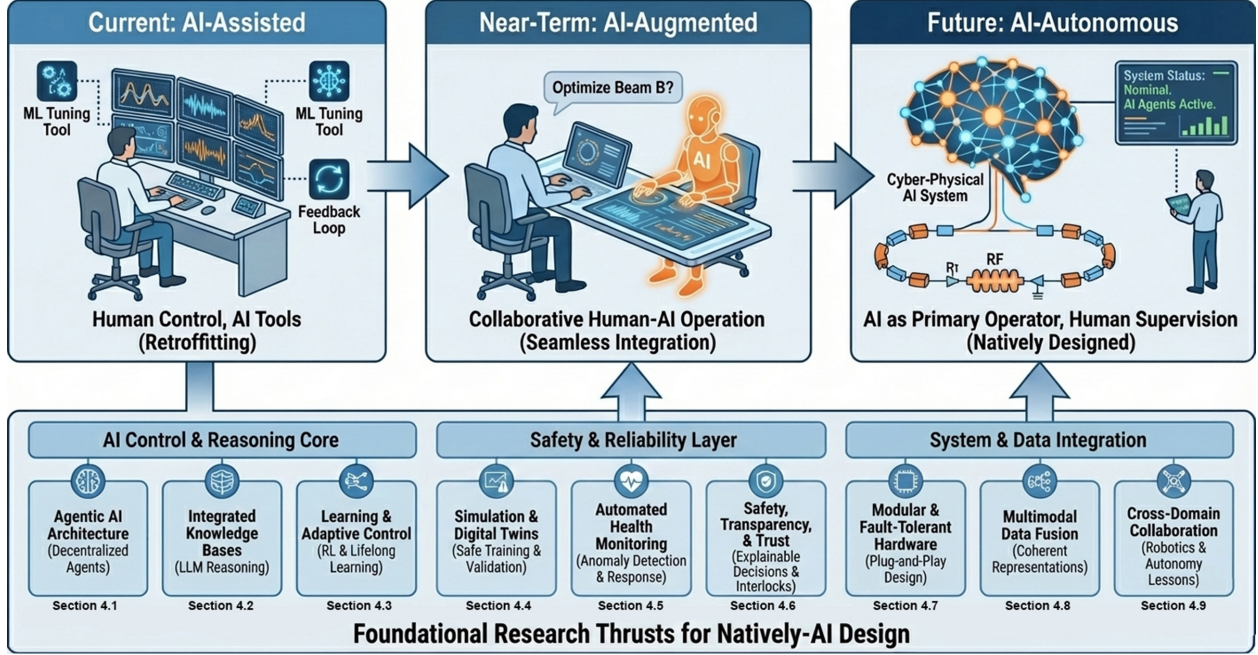 Current: AI-Assisted
ML Tuning
Tool
ML Tuning
Tool
Feedback
Loop
Human Control, AI Tools
(Retroffitting)
Near-Term: AI-Augmented
Optimize Beam B?
AI
Collaborative Human-AI Operation
(Seamless Integration)
Future: AI-Autonomous
System Status:
Nominal.
AI Agents Active.
Cyber-Physical
AI System
RT
RF
AI as Primary Operator, Human Supervision
(Natively Designed)
AI Control & Reasoning Core
Agentic AI
Architecture
(Decentralized
Agents)
Section 4.1
Integrated
Knowledge
Bases
(LLM Reasoning)
Section 4.2
Learning &
Adaptive Control
(RL & Lifelong
Learning)
Section 4.3
Safety & Reliability Layer
Simulation &
Digital Twins
(Safe Training &
Validation)
Section 4.4
Automated
Health
Monitoring
(Anomaly Detection
& Response)
Section 4.5
Safety,
Transparency,
& Trust
(Explainable
Decisions &
Interlocks)
Section 4.6
System & Data Integration
Modular &
Fault-Tolerant
Hardware
(Plug-and-Play
Design)
Section 4.7
Multimodal
Data Fusion
(Coherent
Representations)
Section 4.8
Cross-Domain
Collaboration
(Robotics &
Autonomy
Lessons)
Section 4.9
Foundational Research Thrusts for Natively-AI Design